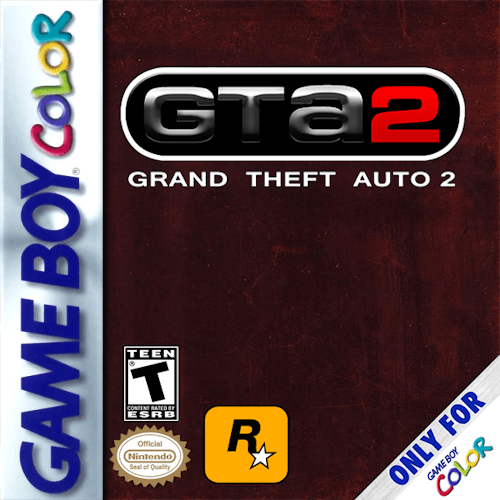 GAME BOY COLOR
GTa2
GRAND THEFT AUTO 2
TEEN
T
®
CONTENT RATED BY
ESRB
Official
Nintendo
Seal of Quality
R
ONLY FOR
GAME BOY
COLOR